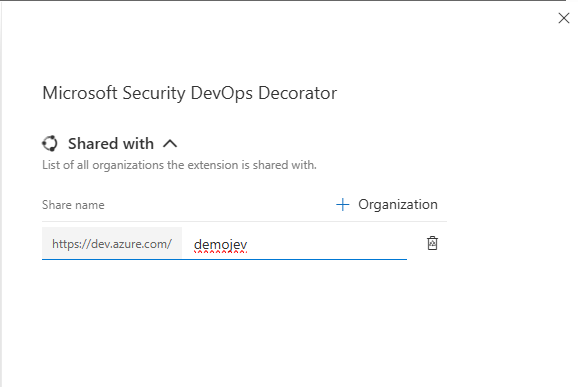 Microsoft Security DevOps Decorator
Shared with
List of all organizations the extension is shared with.
Share name
Organization
https://dev.azure.com/ demojev